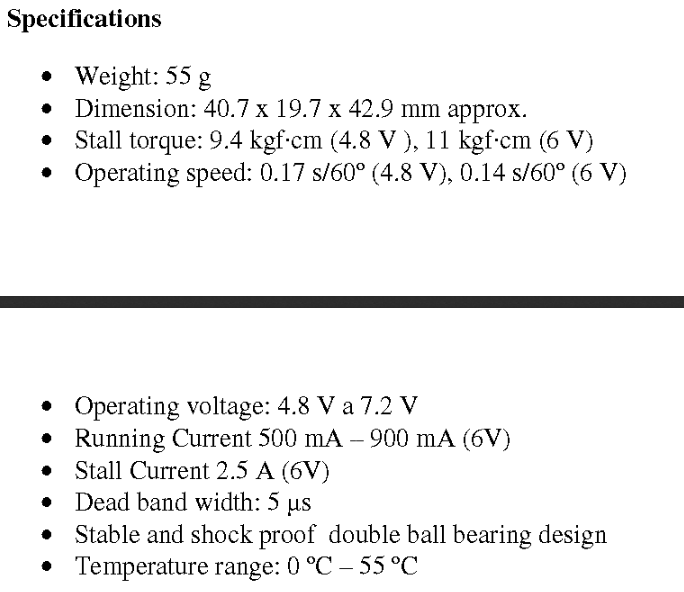 Specifications
• Weight: 55 g
• Dimension: 40.7 x 19.7 x 42.9 mm approx.
• Stall torque: 9.4 kgf·cm (4.8 V ), 11 kgf·cm (6 V)
• Operating speed: 0.17 s/60º (4.8 V), 0.14 s/60º (6 V)
• Operating voltage: 4.8 V a 7.2 V
• Running Current 500 mA – 900 mA (6V)
• Stall Current 2.5 A (6V)
• Dead band width: 5 µs
• Stable and shock proof  double ball bearing design
• Temperature range: 0 ºC – 55 ºC